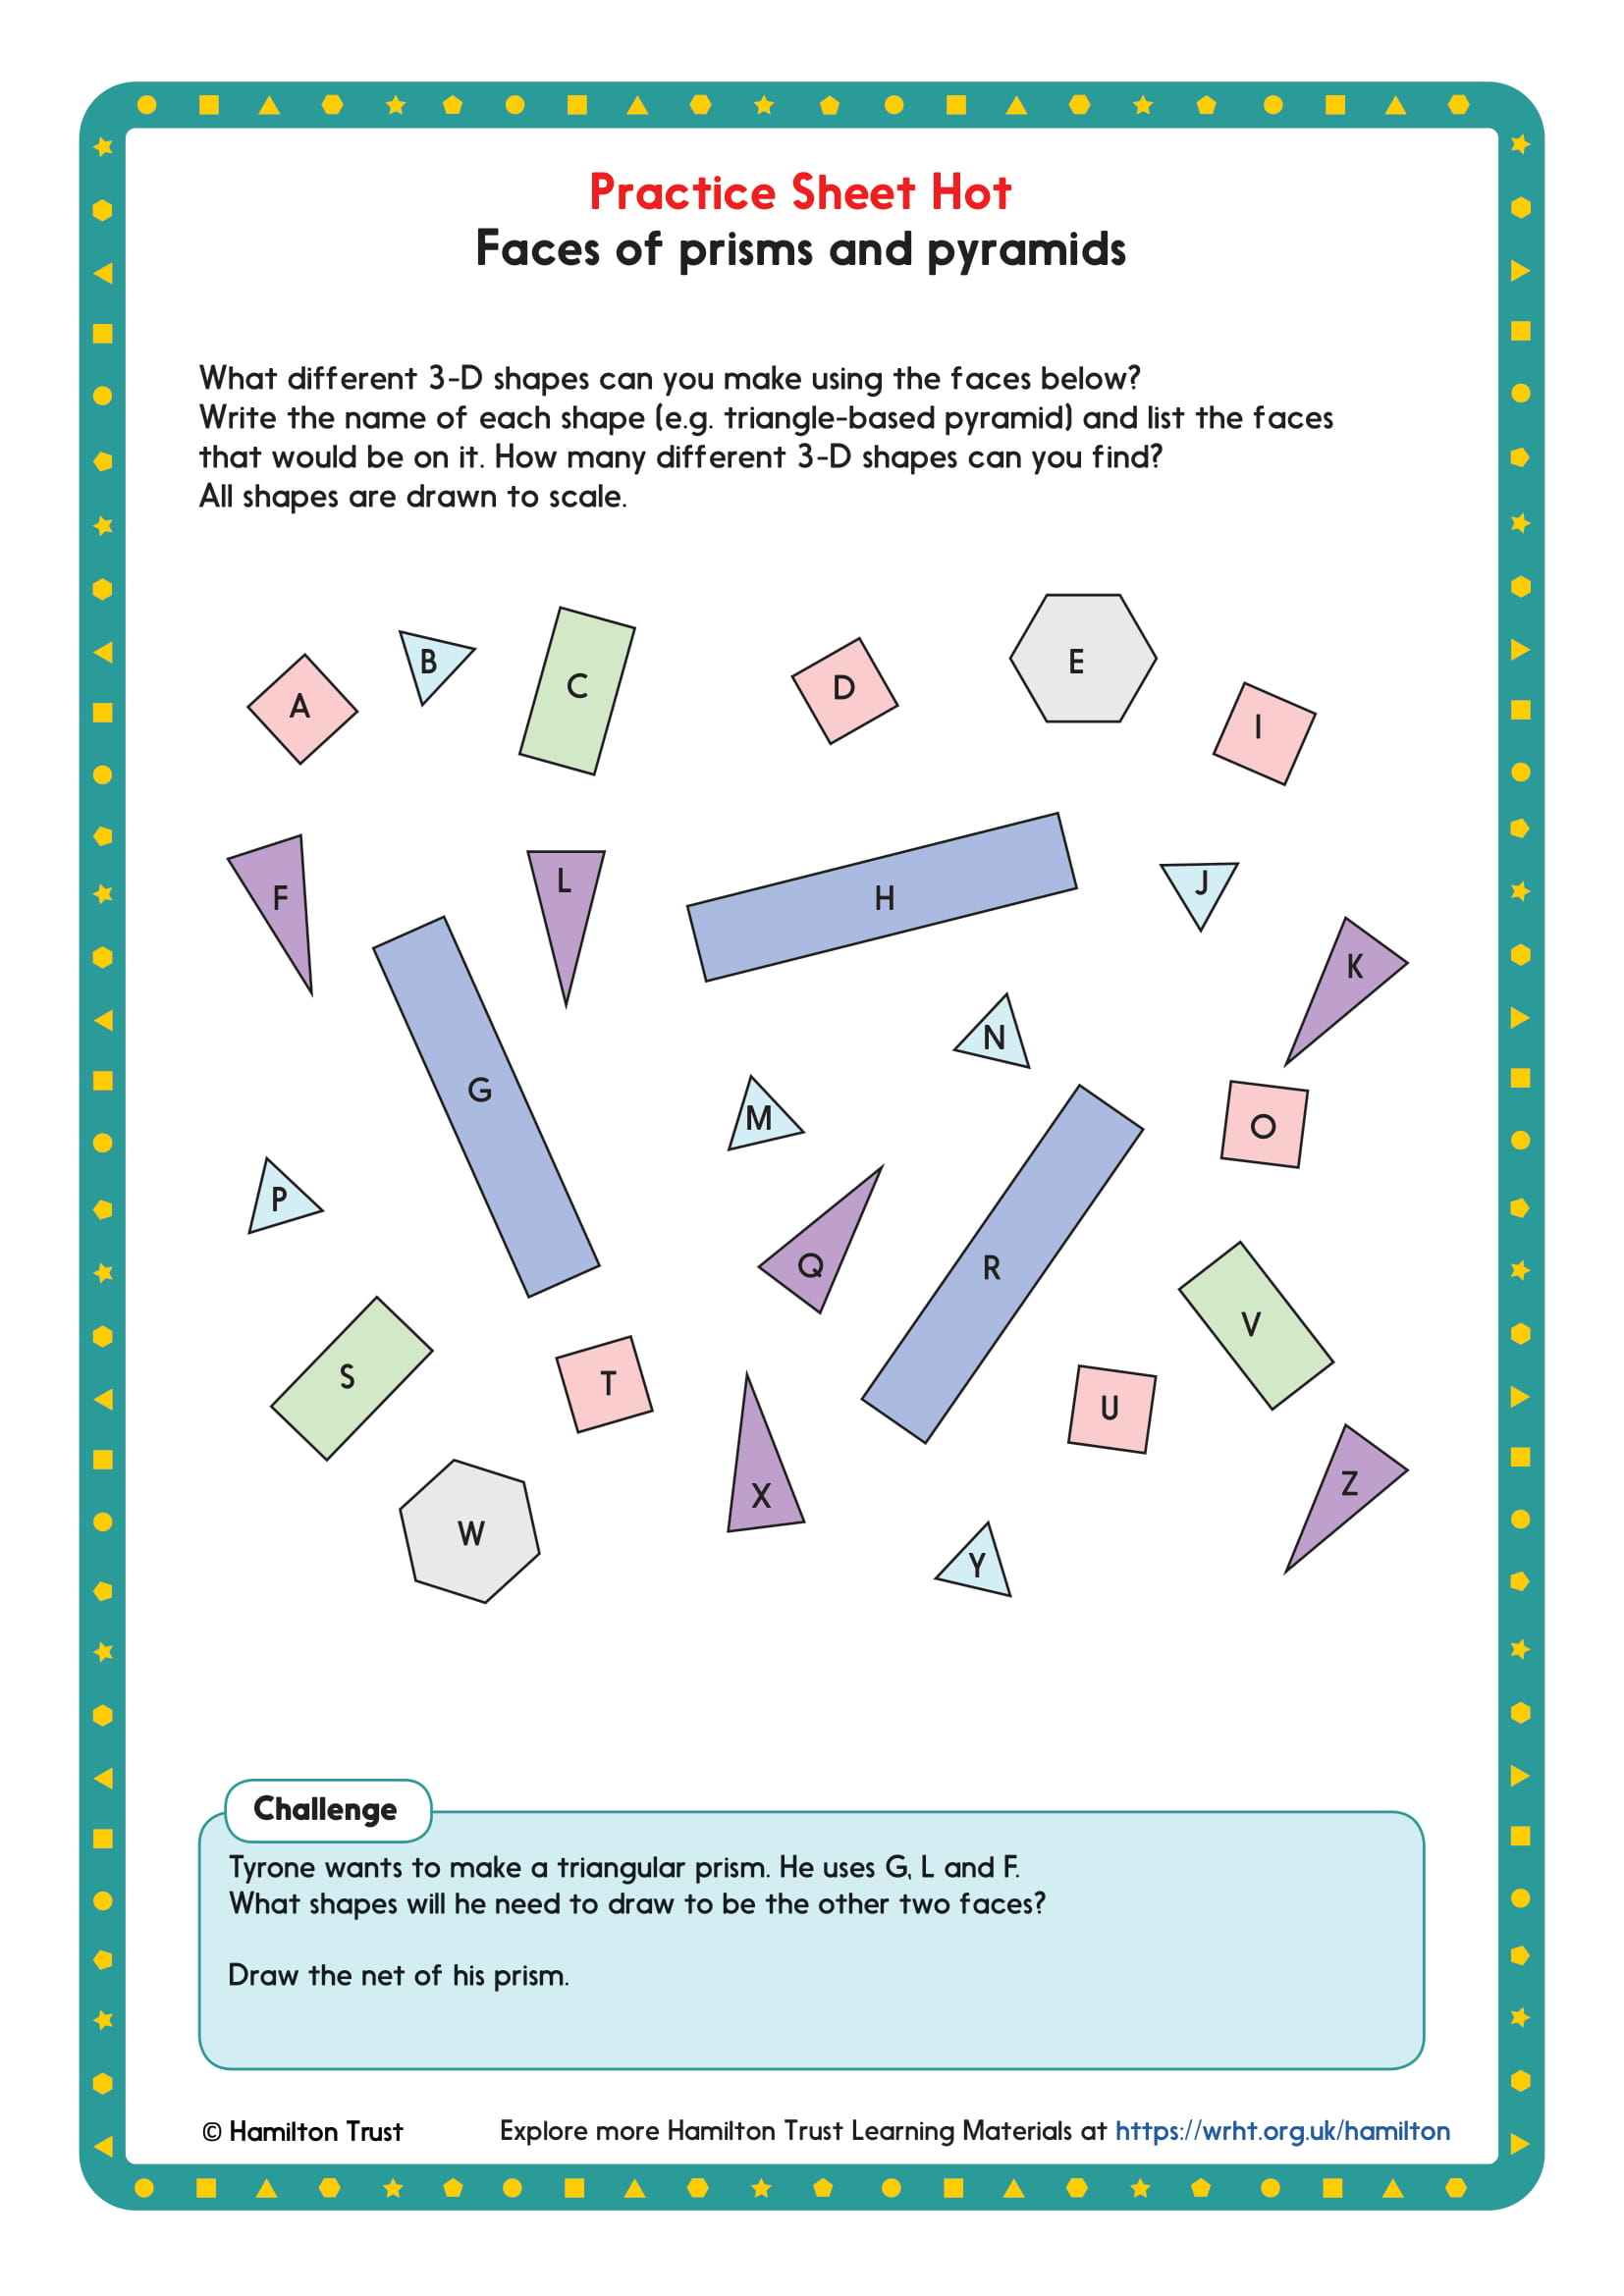 Practice Sheet Hot
Faces of prisms and pyramids
What different 3-D shapes can you make using the faces below?
Write the name of each shape (e.g. triangle-based pyramid) and list the faces
that would be on it. How many different 3-D shapes can you find?
All shapes are drawn to scale.
A
B
C
D
E
I
F
L
H
J
K
G
N
M
O
P
Q
R
V
S
T
U
X
Z
W
Y
Challenge
Tyrone wants to make a triangular prism. He uses G, L and F.
What shapes will he need to draw to be the other two faces?
Draw the net of his prism.
© Hamilton Trust
Explore more Hamilton Trust Learning Materials at https://wrht.org.uk/hamilton